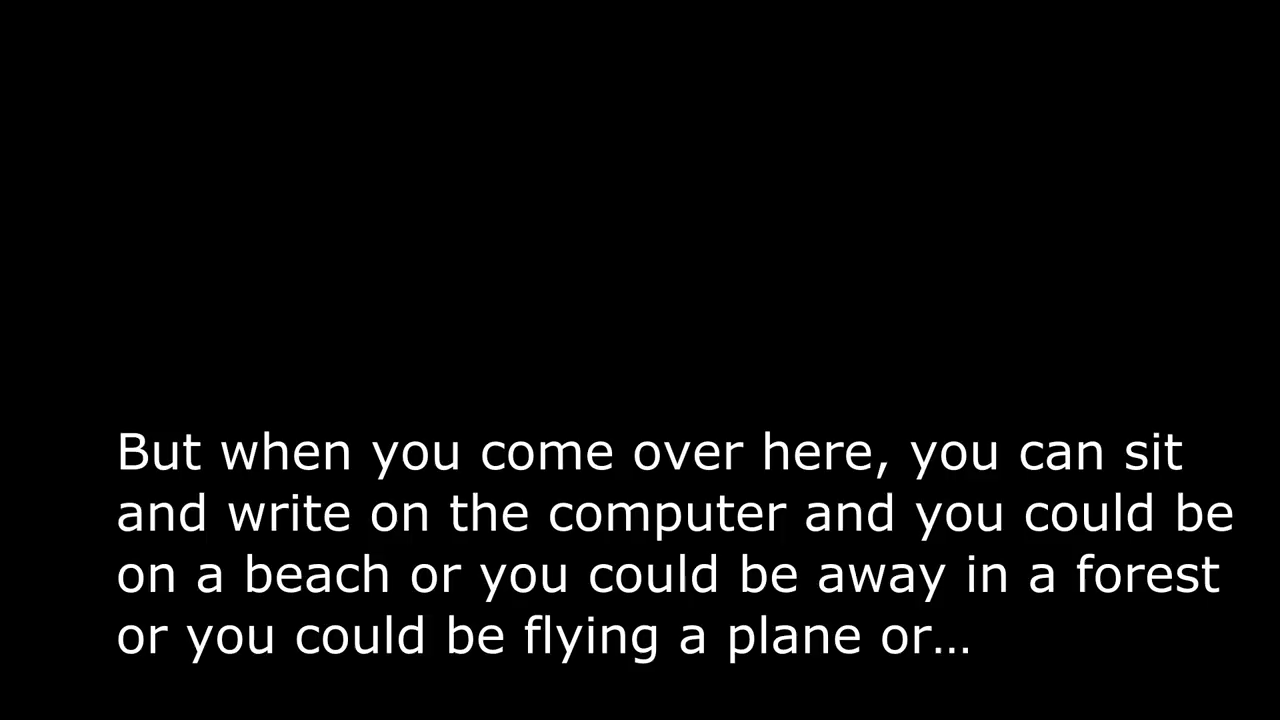 But when you come over here, you can sit
and write on the computer and you could be
on a beach or you could be away in a forest
or you could be flying a plane or…